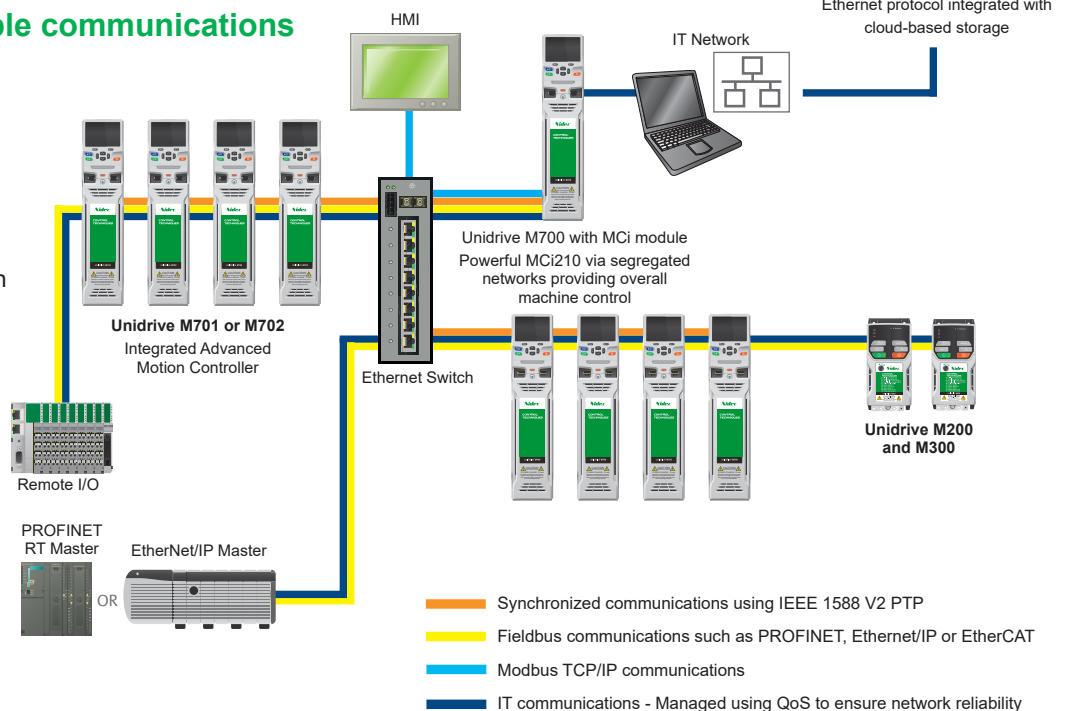 ble communications
HMI
Ethernet protocol integrated with
cloud-based storage
IT Network
Nidec
CONTROL
TECHNIQUES
Unidrive M700 with MCi module
Powerful MCi210 via segregated
networks providing overall
machine control
n
Unidrive M701 or M702
Integrated Advanced
Motion Controller
Ethernet Switch
Unidrive M200
and M300
Remote I/O
PROFINET
RT Master
OR
EtherNet/IP Master
Synchronized communications using IEEE 1588 V2 PTP
Fieldbus communications such as PROFINET, Ethernet/IP or EtherCAT
Modbus TCP/IP communications
IT communications - Managed using QoS to ensure network reliability